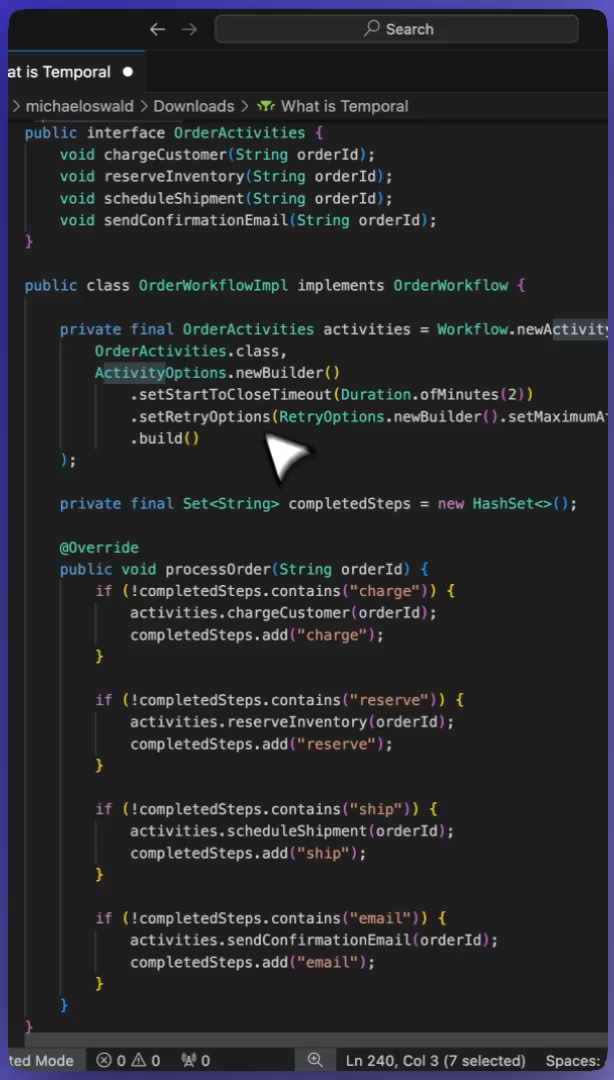 ← → Search
at is Temporal ●
> michaeloswald > Downloads > What is Temporal
public interface OrderActivities {
    void chargeCustomer(String orderId);
    void reserveInventory(String orderId);
    void scheduleShipment(String orderId);
    void sendConfirmationEmail(String orderId);
}
public class OrderWorkflowImpl implements OrderWorkflow {
    private final OrderActivities activities = Workflow.newActivity
        OrderActivities.class,
        ActivityOptions.newBuilder()
            .setStartToCloseTimeout(Duration.ofMinutes(2))
            .setRetryOptions(RetryOptions.newBuilder().setMaximumAt
            .build()
    );
    private final Set<String> completedSteps = new HashSet<>();
    @Override
    public void processOrder(String orderId) {
        if (!completedSteps.contains("charge")) {
            activities.chargeCustomer(orderId);
            completedSteps.add("charge");
        }
        if (!completedSteps.contains("reserve")) {
            activities.reserveInventory(orderId);
            completedSteps.add("reserve");
        }
        if (!completedSteps.contains("ship")) {
            activities.scheduleShipment(orderId);
            completedSteps.add("ship");
        }
        if (!completedSteps.contains("email")) {
            activities.sendConfirmationEmail(orderId);
            completedSteps.add("email");
        }
    }
}
ted Mode 0 0 0 Ln 240, Col 3 (7 selected) Spaces: